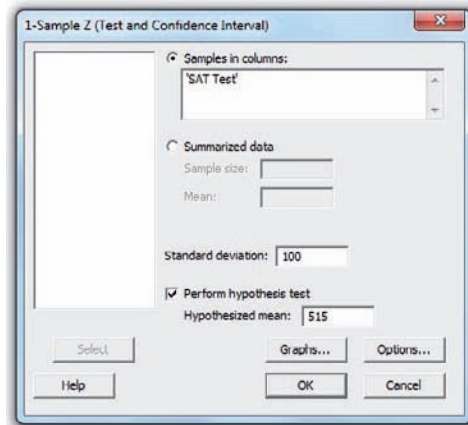 1-Sample Z (Test and Confidence Interval)
Samples in columns:
'SAT Test'
Summarized data
Sample size:
Mean:
Standard deviation: 100
Perform hypothesis test
Hypothesized mean: 515
Select
Graphs...
Options...
Help
OK
Cancel